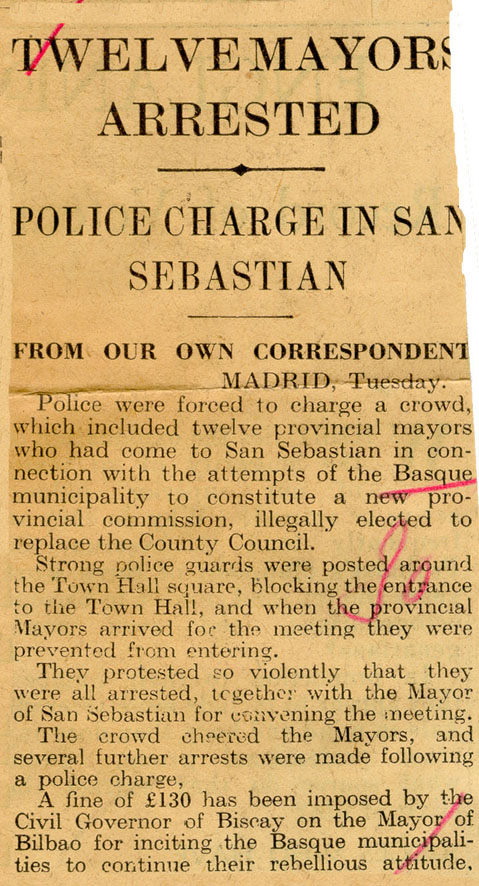 TWELVE MAYORS
ARRESTED
POLICE CHARGE IN SAN
SEBASTIAN
FROM OUR OWN CORRESPONDENT
MADRID, Tuesday.
Police were forced to charge a crowd,
which included twelve provincial mayors
who had come to San Sebastian in con-
nection with the attempts of the Basque
municipality to constitute a new pro-
vincial commission, illegally elected to
replace the County Council.
Strong police guards were posted around
the Town Hall square, blocking the entrance
to the Town Hall, and when the provincial
Mayors arrived for the meeting they were
prevented from entering.
They protested so violently that they
were all arrested, together with the Mayor
of San Sebastian for convening the meeting.
The crowd cheered the Mayors, and
several further arrests were made following
a police charge,
A fine of £130 has been imposed by the
Civil Governor of Biscay on the Mayor of
Bilbao for inciting the Basque municipali-
ties to continue their rebellious attitude.